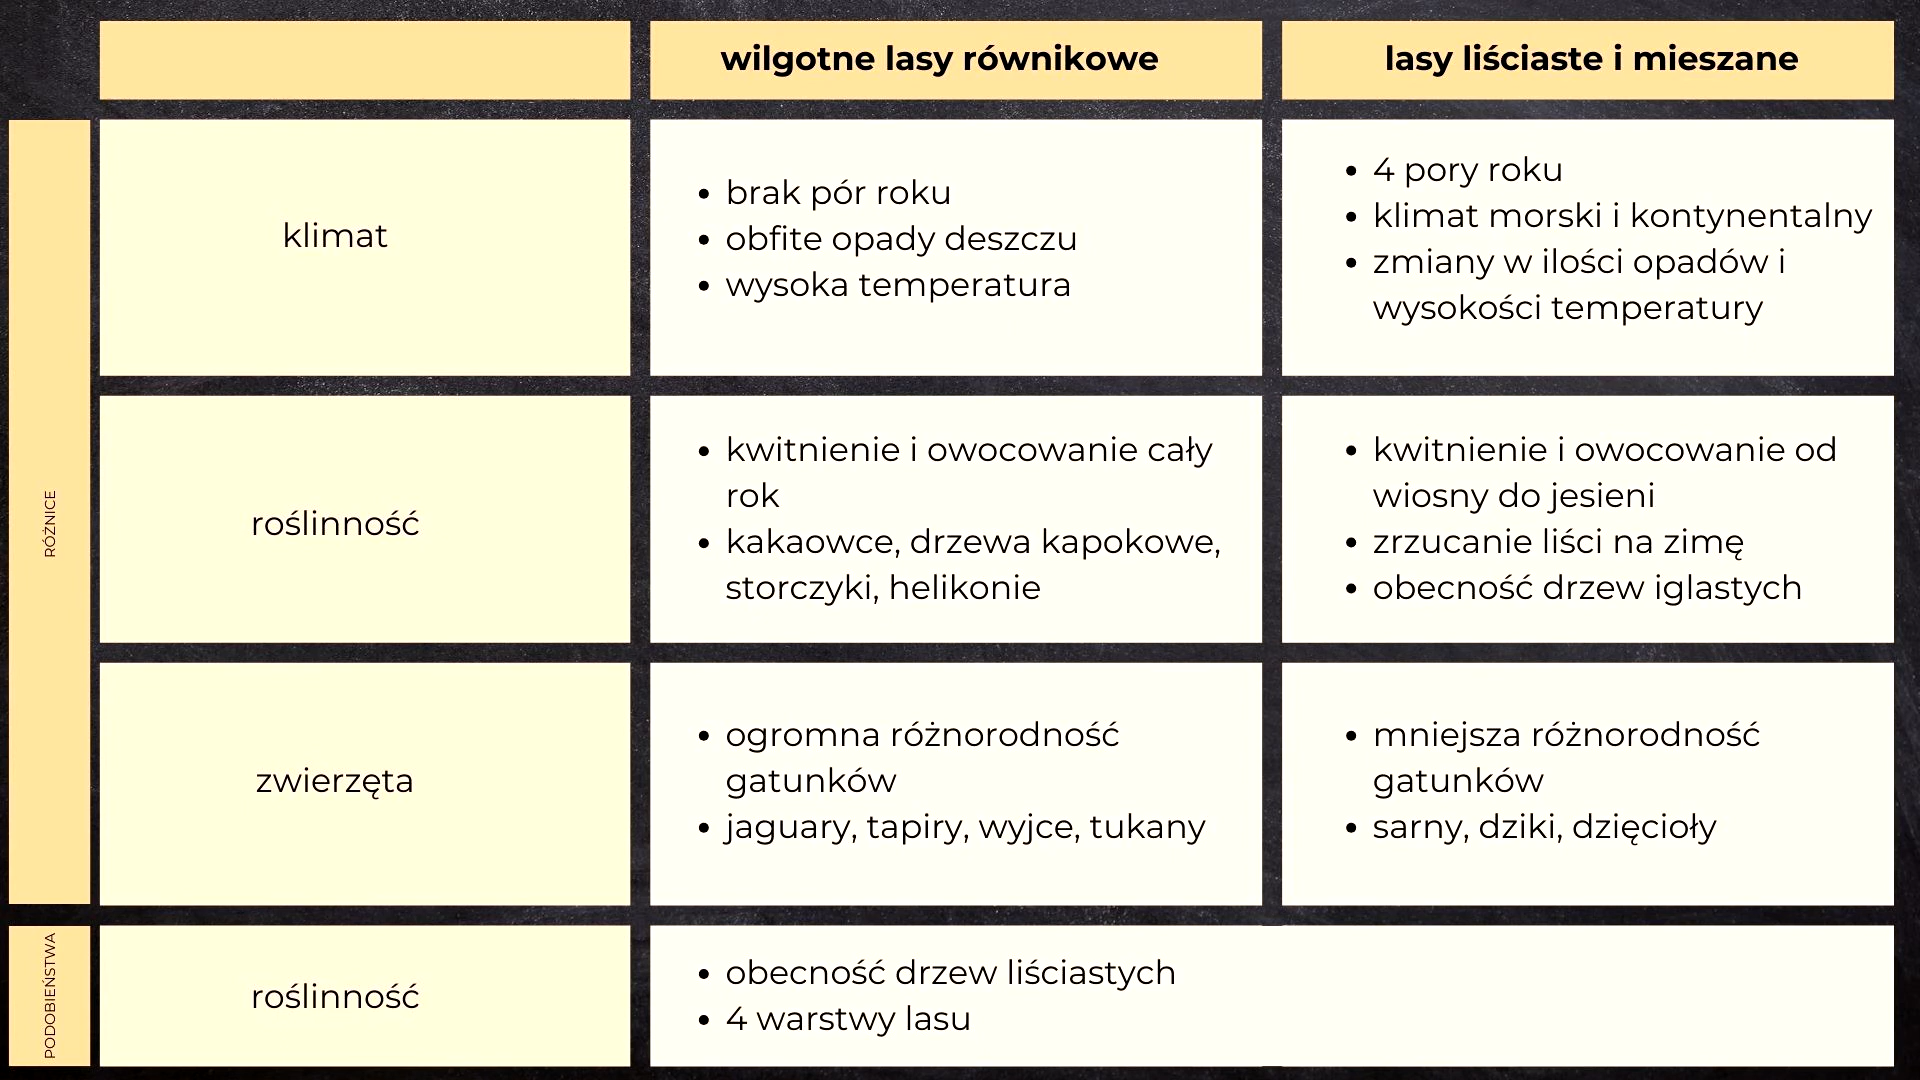 wilgotne lasy równikowe
lasy liściaste i mieszane
RÓŻNICE
klimat
• brak pór roku
• obfite opady deszczu
• wysoka temperatura
• 4 pory roku
• klimat morski i kontynentalny
• zmiany w ilości opadów i
wysokości temperatury
roślinność
• kwitnienie i owocowanie cały
rok
• kakaowce, drzewa kapokowe,
storczyki, helikonie
• kwitnienie i owocowanie od
wiosny do jesieni
• zrzucanie liści na zimę
• obecność drzew iglastych
zwierzęta
• ogromna różnorodność
gatunków
• jaguary, tapiry, wyjce, tukany
• mniejsza różnorodność
gatunków
• sarny, dziki, dzięcioły
PODOBIEŃSTWA
roślinność
• obecność drzew liściastych
• 4 warstwy lasu